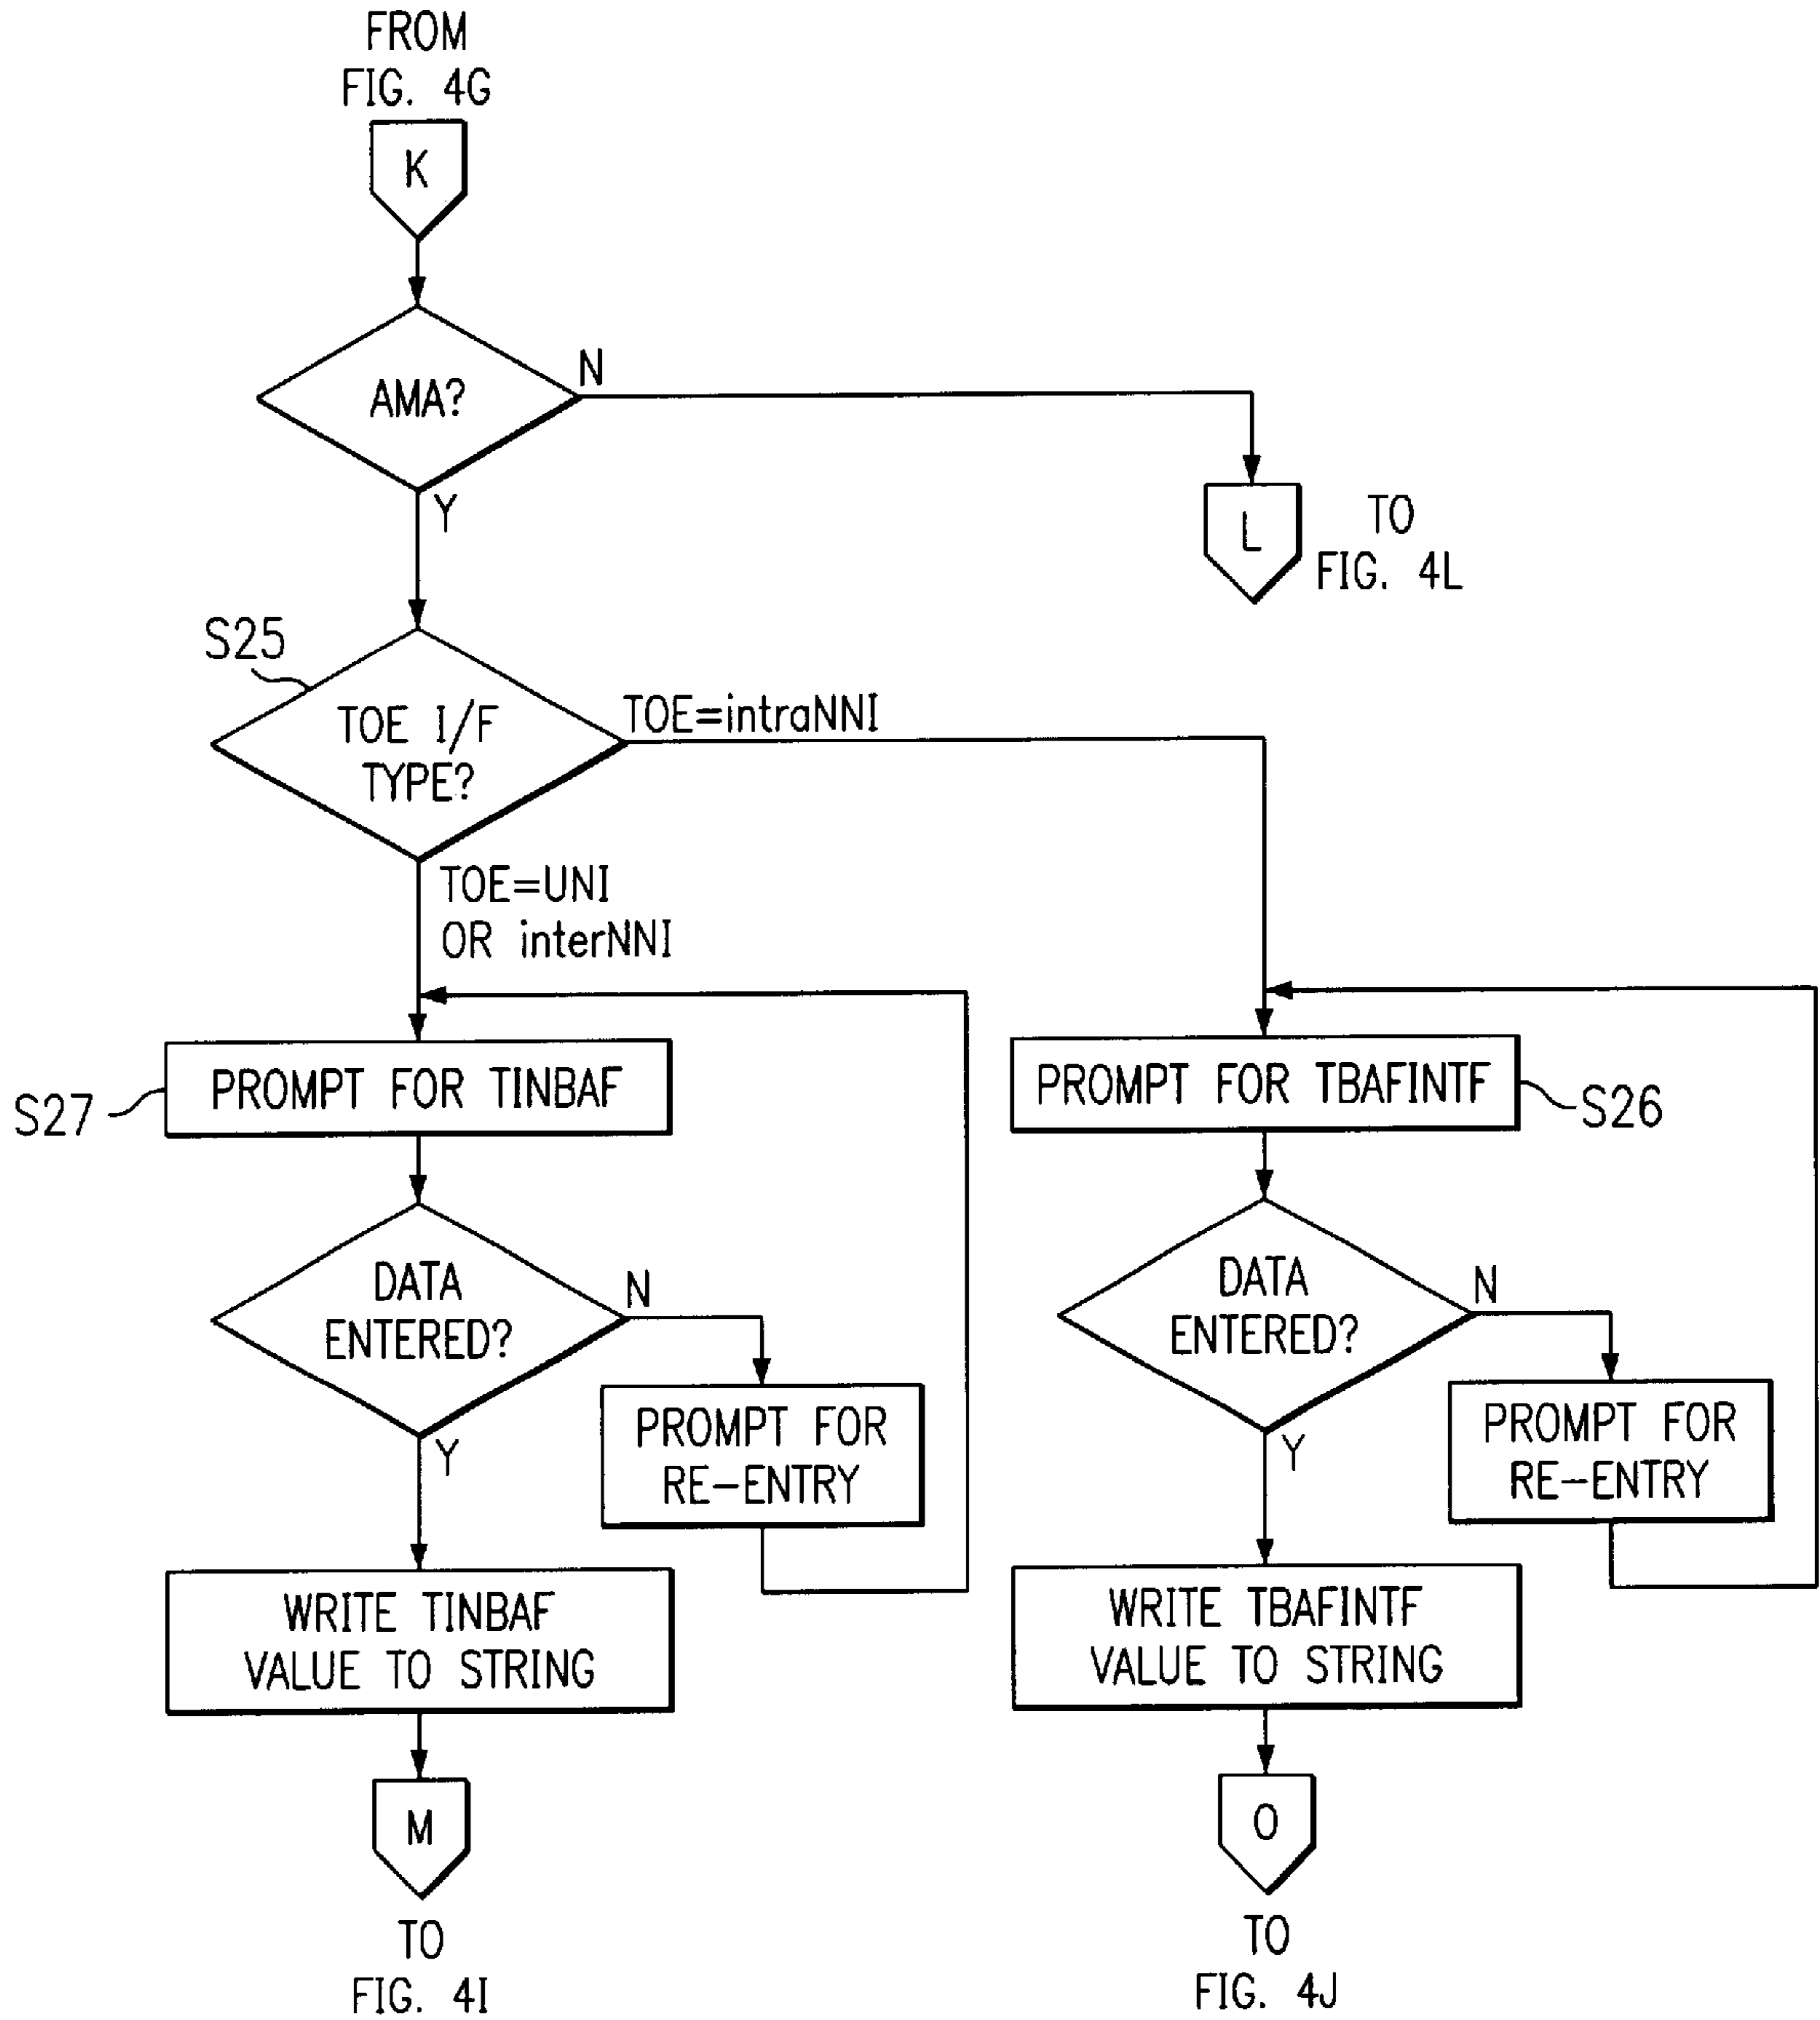 FROM
FIG. 4G
K
AMA?
N
Y
L
TO
FIG. 4L
S25
TOE I/F
TYPE?
TOE=intraNNI
TOE=UNI
OR interNNI
PROMPT FOR TINBAF
S27
PROMPT FOR TBAFINTF
S26
DATA
ENTERED?
N
Y
PROMPT FOR
RE-ENTRY
DATA
ENTERED?
N
Y
PROMPT FOR
RE-ENTRY
WRITE TINBAF
VALUE TO STRING
WRITE TBAFINTF
VALUE TO STRING
M
TO
FIG. 4I
O
TO
FIG. 4J